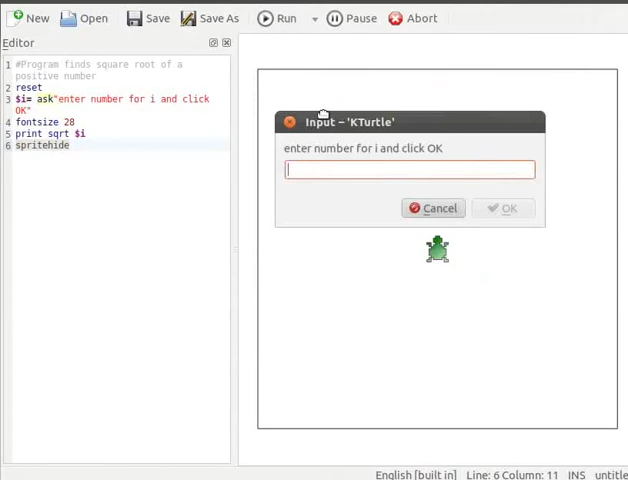 New Open Save Save As Run Pause Abort
Editor
1 #Program finds square root of a
positive number
2 reset
3 $i= ask"enter number for i and click
OK"
4 fontsize 28
5 print sqrt $i
6 spritehide
Input – 'KTurtle'
enter number for i and click OK
Cancel OK
English [built in] Line: 6 Column: 11 INS untitle